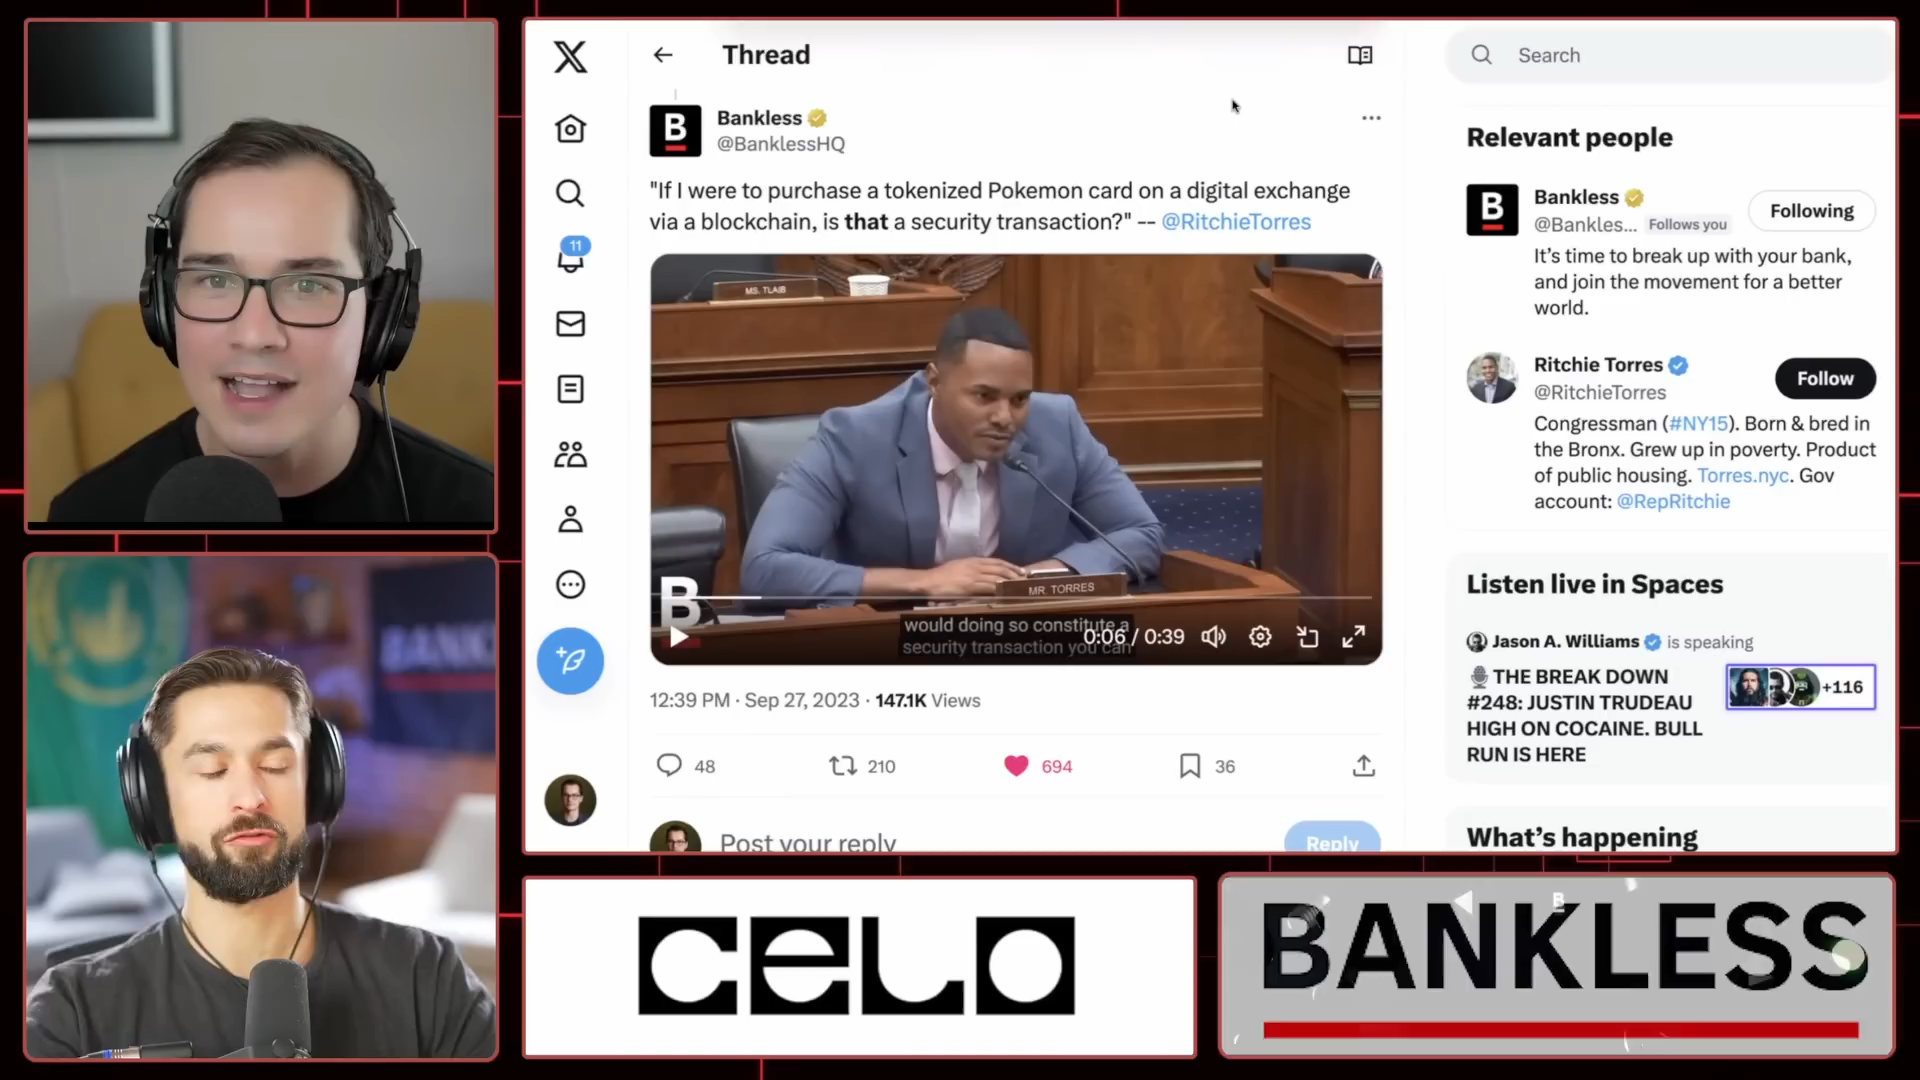 Thread
Search
B
Bankless
@BanklessHQ
"If I were to purchase a tokenized Pokemon card on a digital exchange
via a blockchain, is that a security transaction?" -- @RitchieTorres
11
MS. TLAIB
MR. TORRES
B
would doing so constitute a
security transaction you can
0:06 / 0:39
12:39 PM · Sep 27, 2023 · 147.1K Views
48
210
694
36
Post your reply
Reply
Relevant people
B
Bankless
Following
@Bankles... Follows you
It's time to break up with your bank,
and join the movement for a better
world.
Ritchie Torres
Follow
@RitchieTorres
Congressman (#NY15). Born & bred in
the Bronx. Grew up in poverty. Product
of public housing. Torres.nyc. Gov
account: @RepRitchie
Listen live in Spaces
Jason A. Williams is speaking
THE BREAK DOWN
#248: JUSTIN TRUDEAU
HIGH ON COCAINE. BULL
RUN IS HERE
+116
What's happening
BANKLESS
CELO
B
BANKLESS